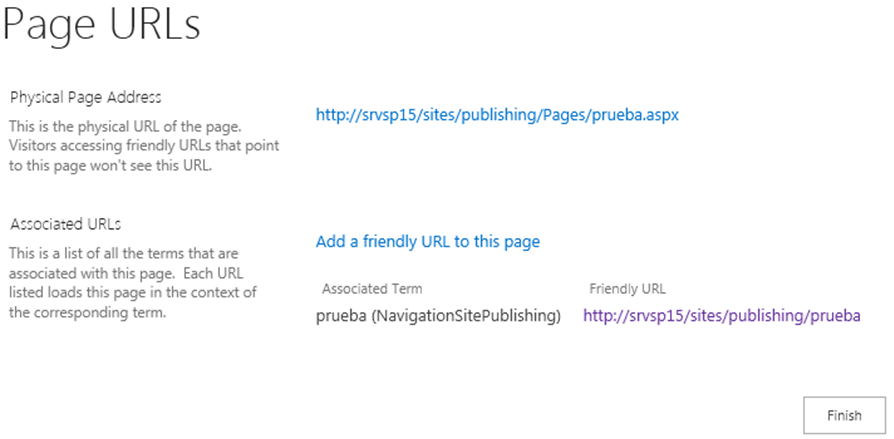 Page URLs
Physical Page Address
This is the physical URL of the page.
Visitors accessing friendly URLs that point
to this page won't see this URL.
http://srvsp15/sites/publishing/Pages/prueba.aspx
Associated URLs
This is a list of all the terms that are
associated with this page.  Each URL
listed loads this page in the context of
the corresponding term.
Add a friendly URL to this page
Associated Term
Friendly URL
prueba (NavigationSitePublishing)
http://srvsp15/sites/publishing/prueba
Finish